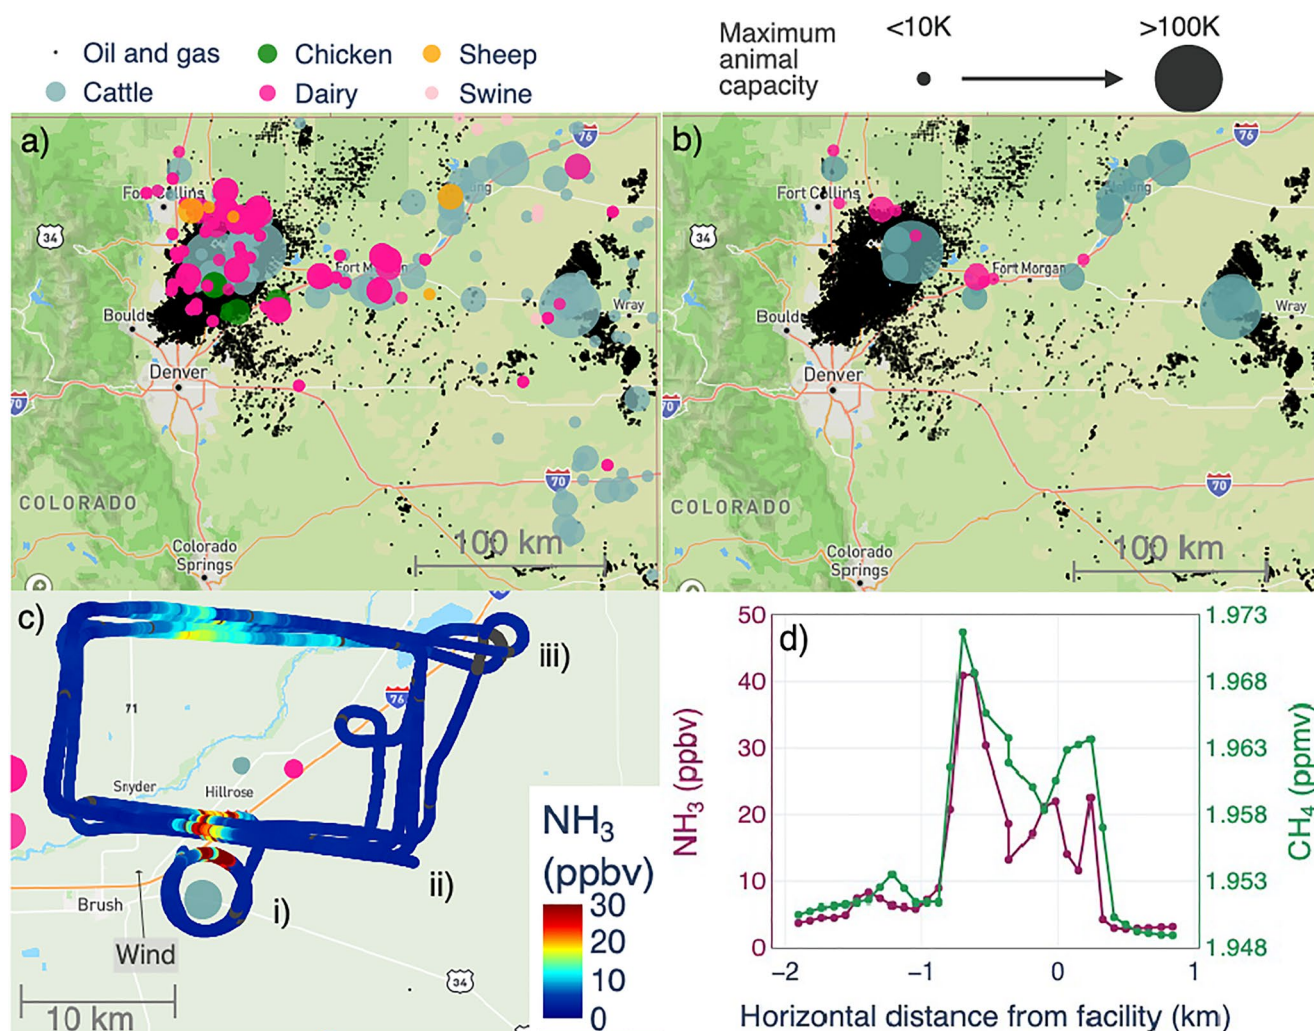 Oil and gas
Chicken
Sheep
Cattle
Dairy
Swine
Maximum
animal
capacity
<10K
>100K
a)
76
Fort Collins
34
Fort Morgan
Wray
Denver
70
70
COLORADO
Colorado
Springs
100 km
b)
76
Fort Collins
34
Fort Morgan
Wray
Denver
70
70
COLORADO
Colorado
Springs
100 km
c)
iii)
76
71
Snyder
Hillrose
ii)
i)
Brush
Wind
34
10 km
NH3
(ppbv)
30
20
10
0
d)
50
40
30
20
10
0
NH3 (ppbv)
1.973
1.968
1.963
1.958
1.953
1.948
CH4 (ppmv)
−2
−1
0
1
Horizontal distance from facility (km)